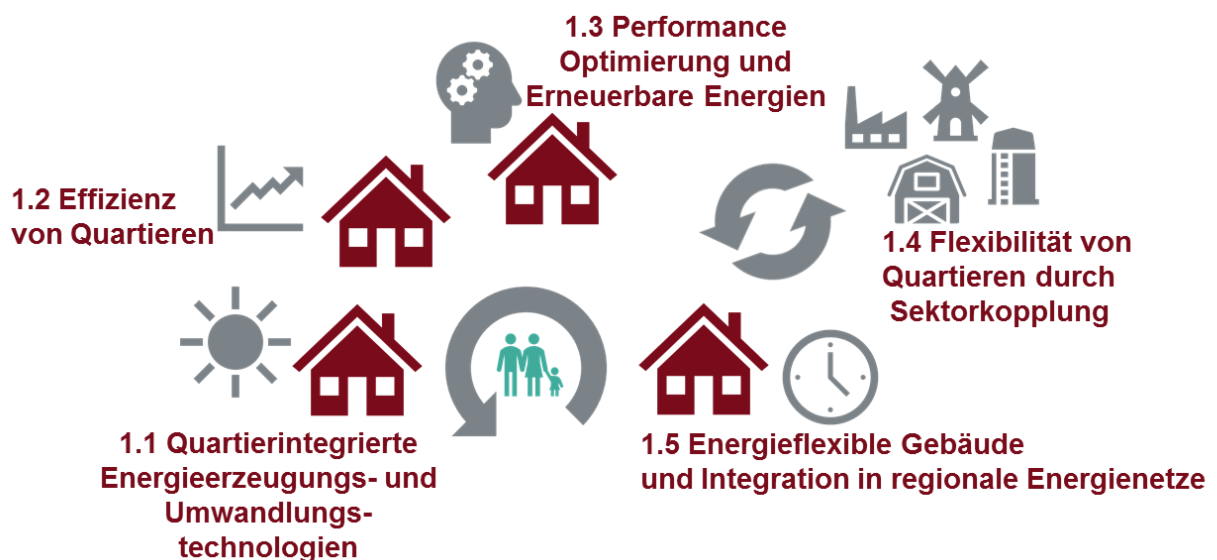 1.3 Performance
Optimierung und
Erneuerbare Energien
1.2 Effizienz
von Quartieren
1.4 Flexibilität von
Quartieren durch
Sektorkopplung
1.1 Quartierintegrierte
Energieerzeugungs- und
Umwandlungs-
technologien
1.5 Energieflexible Gebäude
und Integration in regionale Energienetze